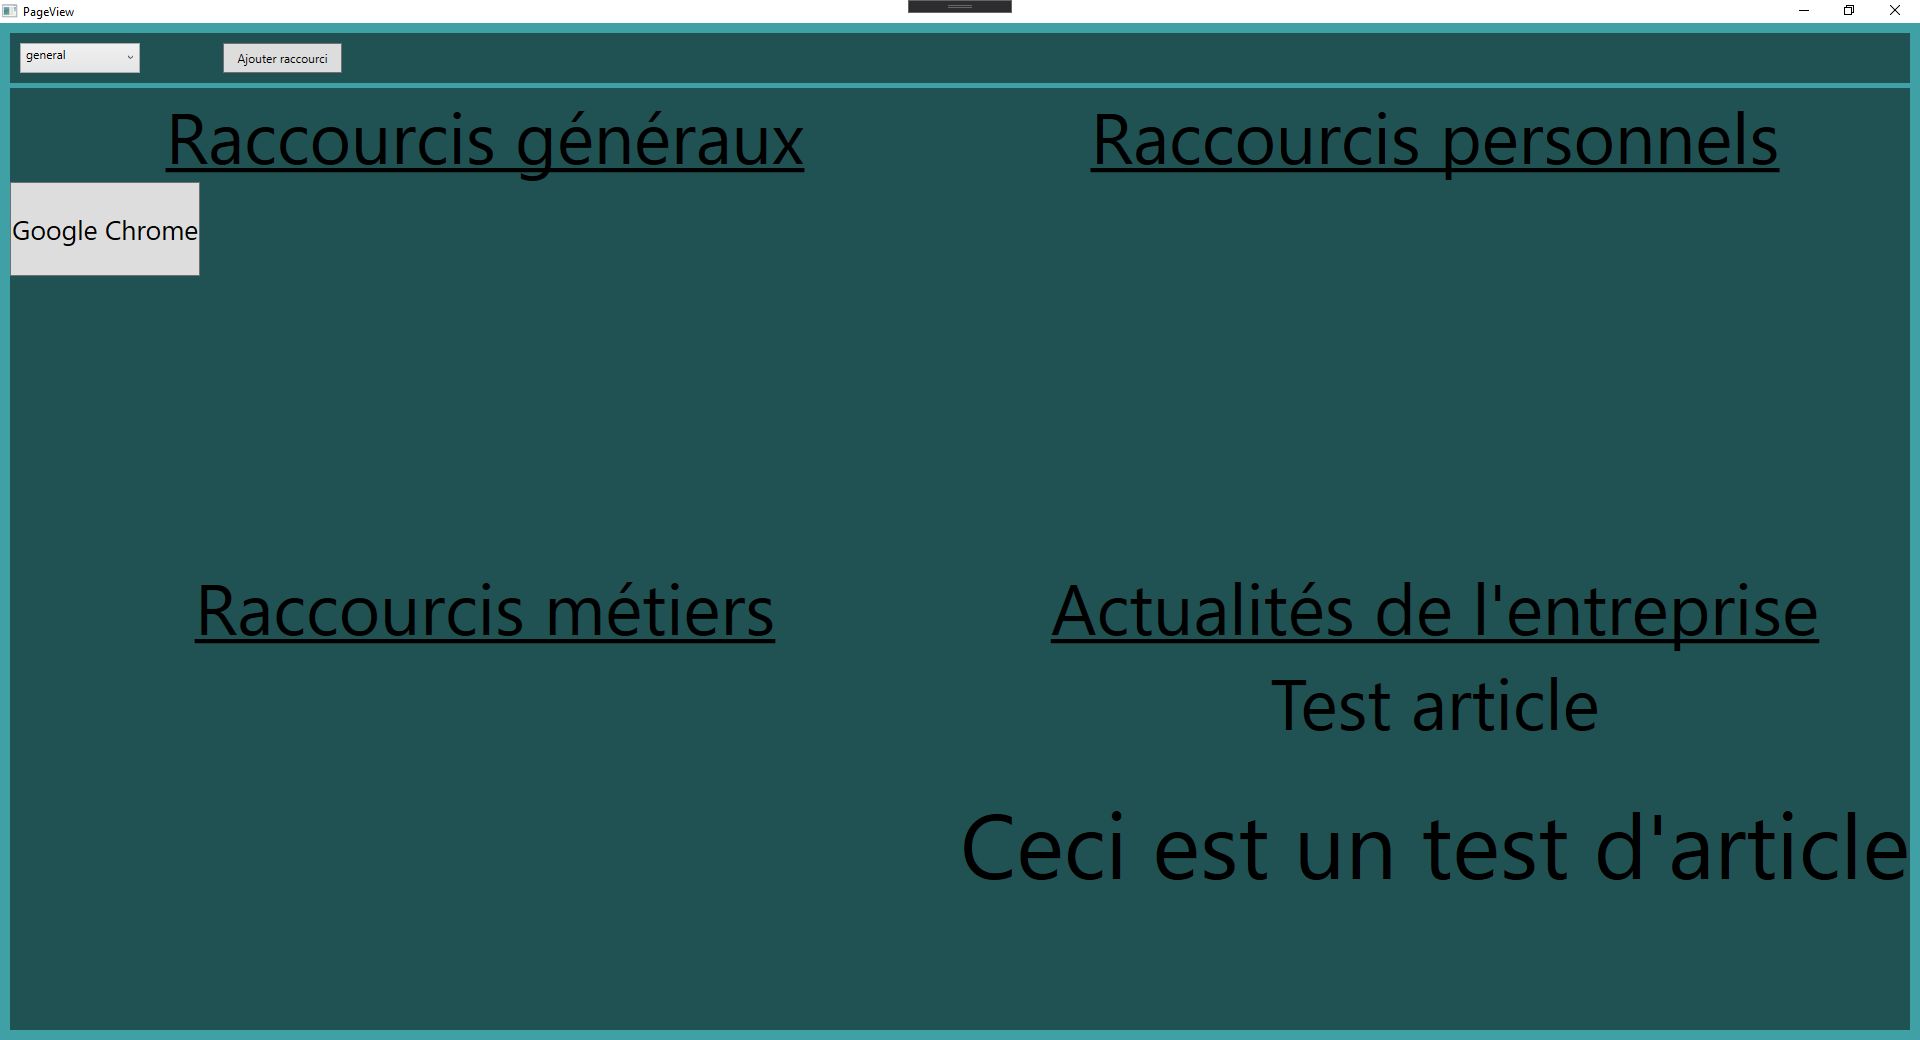 PageView
general
Ajouter raccourci
Raccourcis généraux
Raccourcis personnels
Google Chrome
Raccourcis métiers
Actualités de l'entreprise
Test article
Ceci est un test d'article